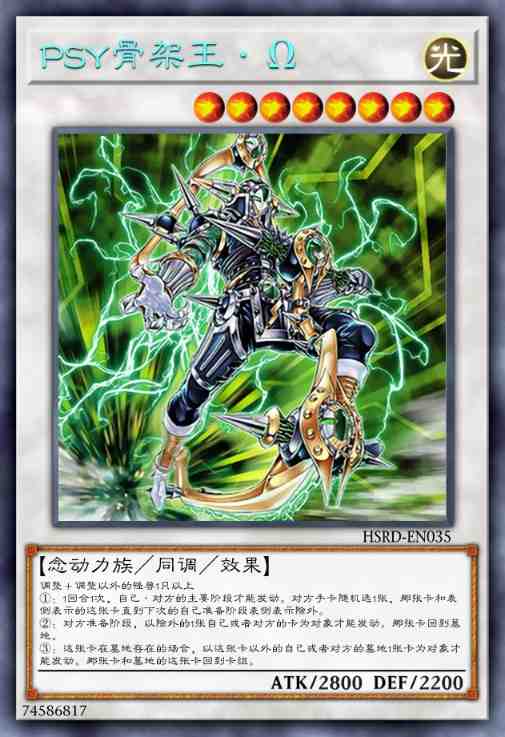 PSY骨架王·Ω
光
HSRD-EN035
【念动力族／同调／效果】
调整＋调整以外的怪兽1只以上
①：1回合1次，自己·对方的主要阶段才能发动。对方手卡随机选1张，那张卡和表
侧表示的这张卡直到下次的自己准备阶段表侧表示除外。
②：对方准备阶段，以除外的1张自己或者对方的卡为对象才能发动。那张卡回到墓
地。
③：这张卡在墓地存在的场合，以这张卡以外的自己或者对方的墓地1张卡为对象才
能发动。那张卡和墓地的这张卡回到卡组。
ATK/2800 DEF/2200
74586817